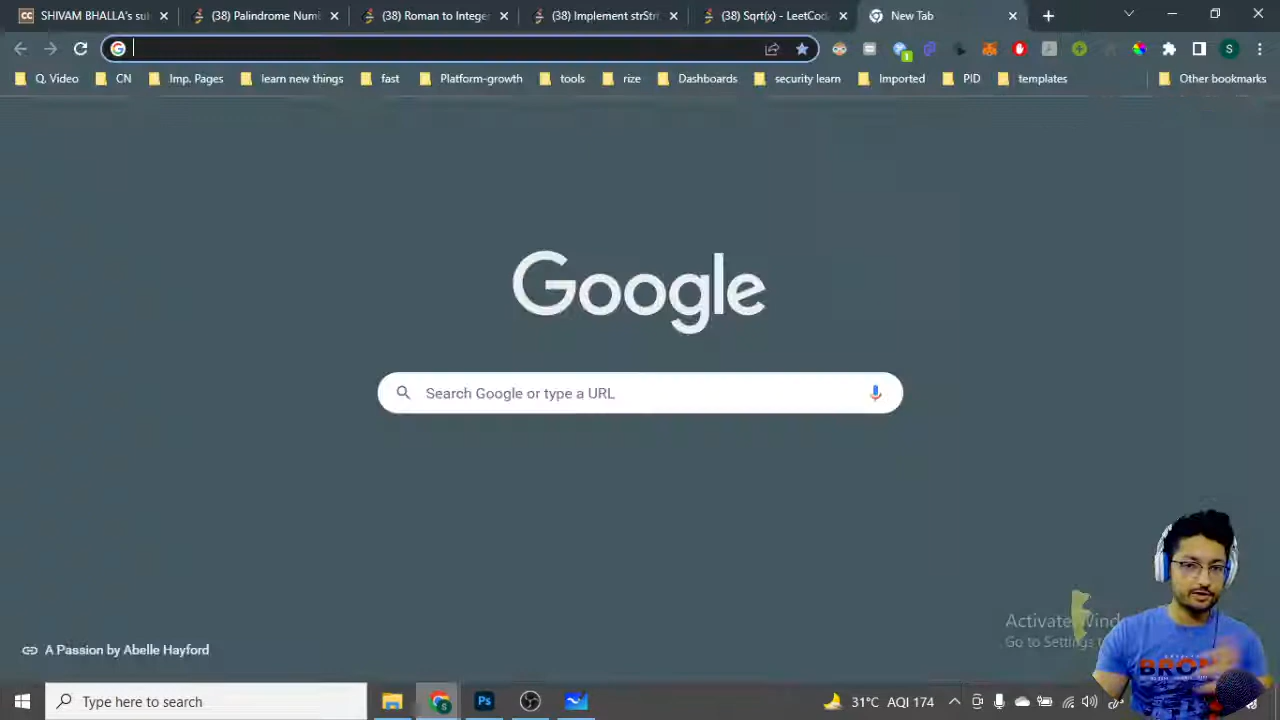 SHIVAM BHALLA's su
(38) Palindrome Num
(38) Roman to Integer
(38) Implement strStr
(38) Sqrt(x) - LeetCod
New Tab
Q. Video
CN
Imp. Pages
learn new things
fast
Platform-growth
tools
rize
Dashboards
security learn
Imported
PID
templates
Other bookmarks
Google
Search Google or type a URL
Activate Wind
Go to Settings t
A Passion by Abelle Hayford
Type here to search
31°C AQI 174